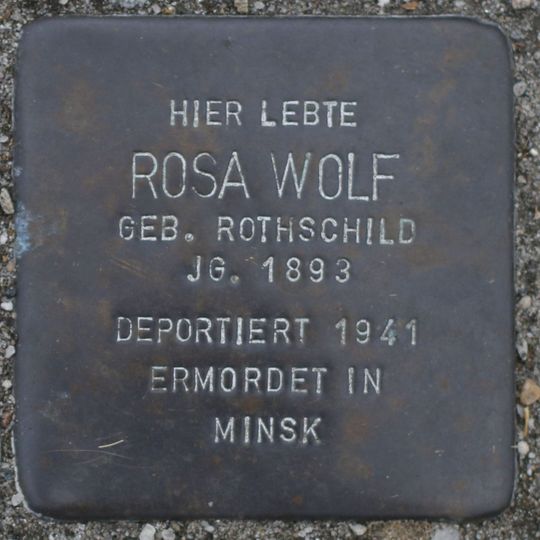 HIER LEBTE
ROSA WOLF
GEB. ROTHSCHILD
JG. 1893
DEPORTIERT 1941
ERMORDET IN
MINSK